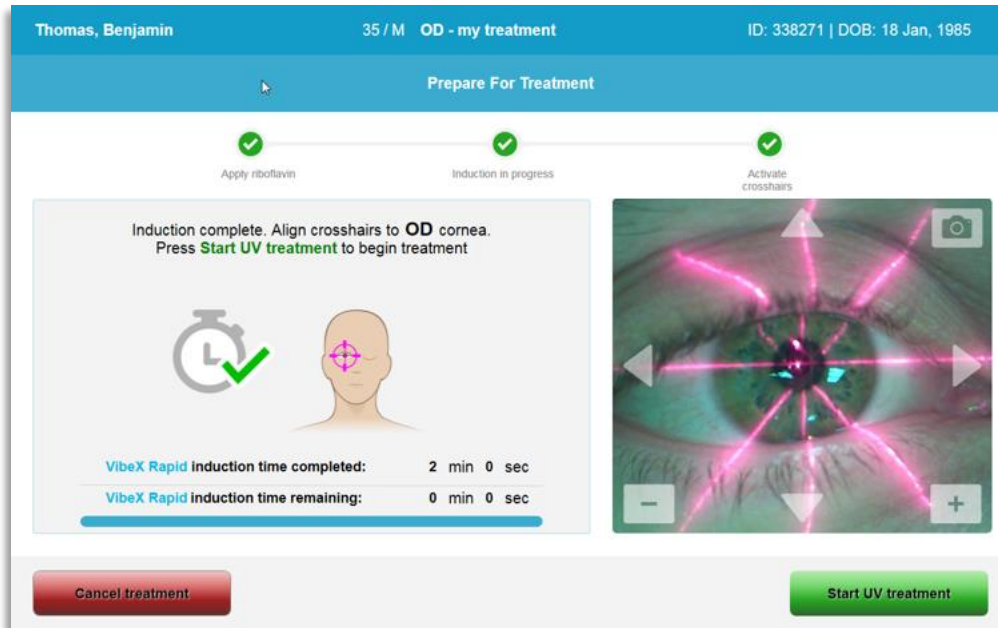 Thomas, Benjamin 35 / M OD - my treatment ID: 338271 | DOB: 18 Jan, 1985
Prepare For Treatment
Apply riboflavin Induction in progress Activate
crosshairs
Induction complete. Align crosshairs to OD cornea.
Press Start UV treatment to begin treatment
VibeX Rapid induction time completed: 2 min 0 sec
VibeX Rapid induction time remaining: 0 min 0 sec
Cancel treatment Start UV treatment